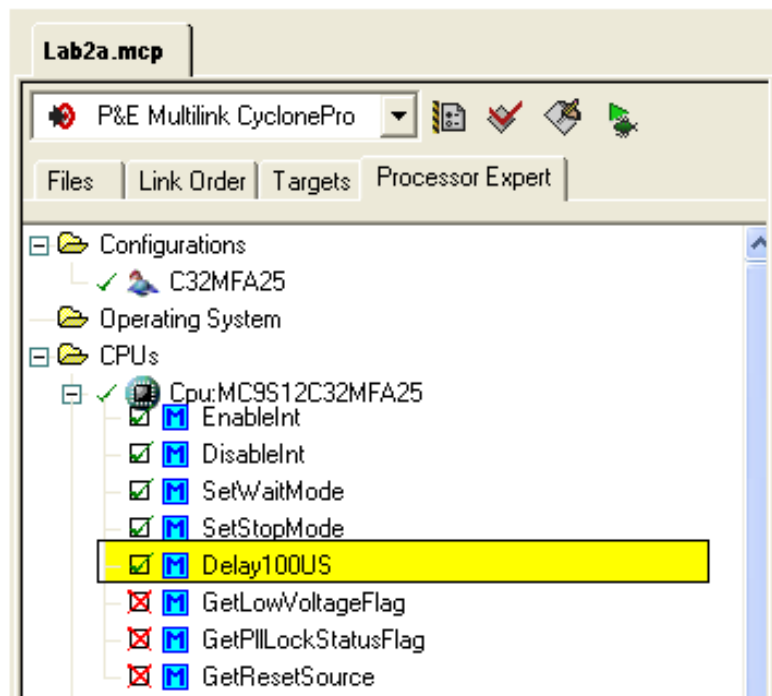 Lab2a.mcp
P&E Multilink CyclonePro
Files Link Order Targets Processor Expert
Configurations
C32MFA25
Operating System
CPUs
Cpu:MC9S12C32MFA25
M EnableInt
M DisableInt
M SetWaitMode
M SetStopMode
M Delay100US
M GetLowVoltageFlag
M GetPllLockStatusFlag
M GetResetSource